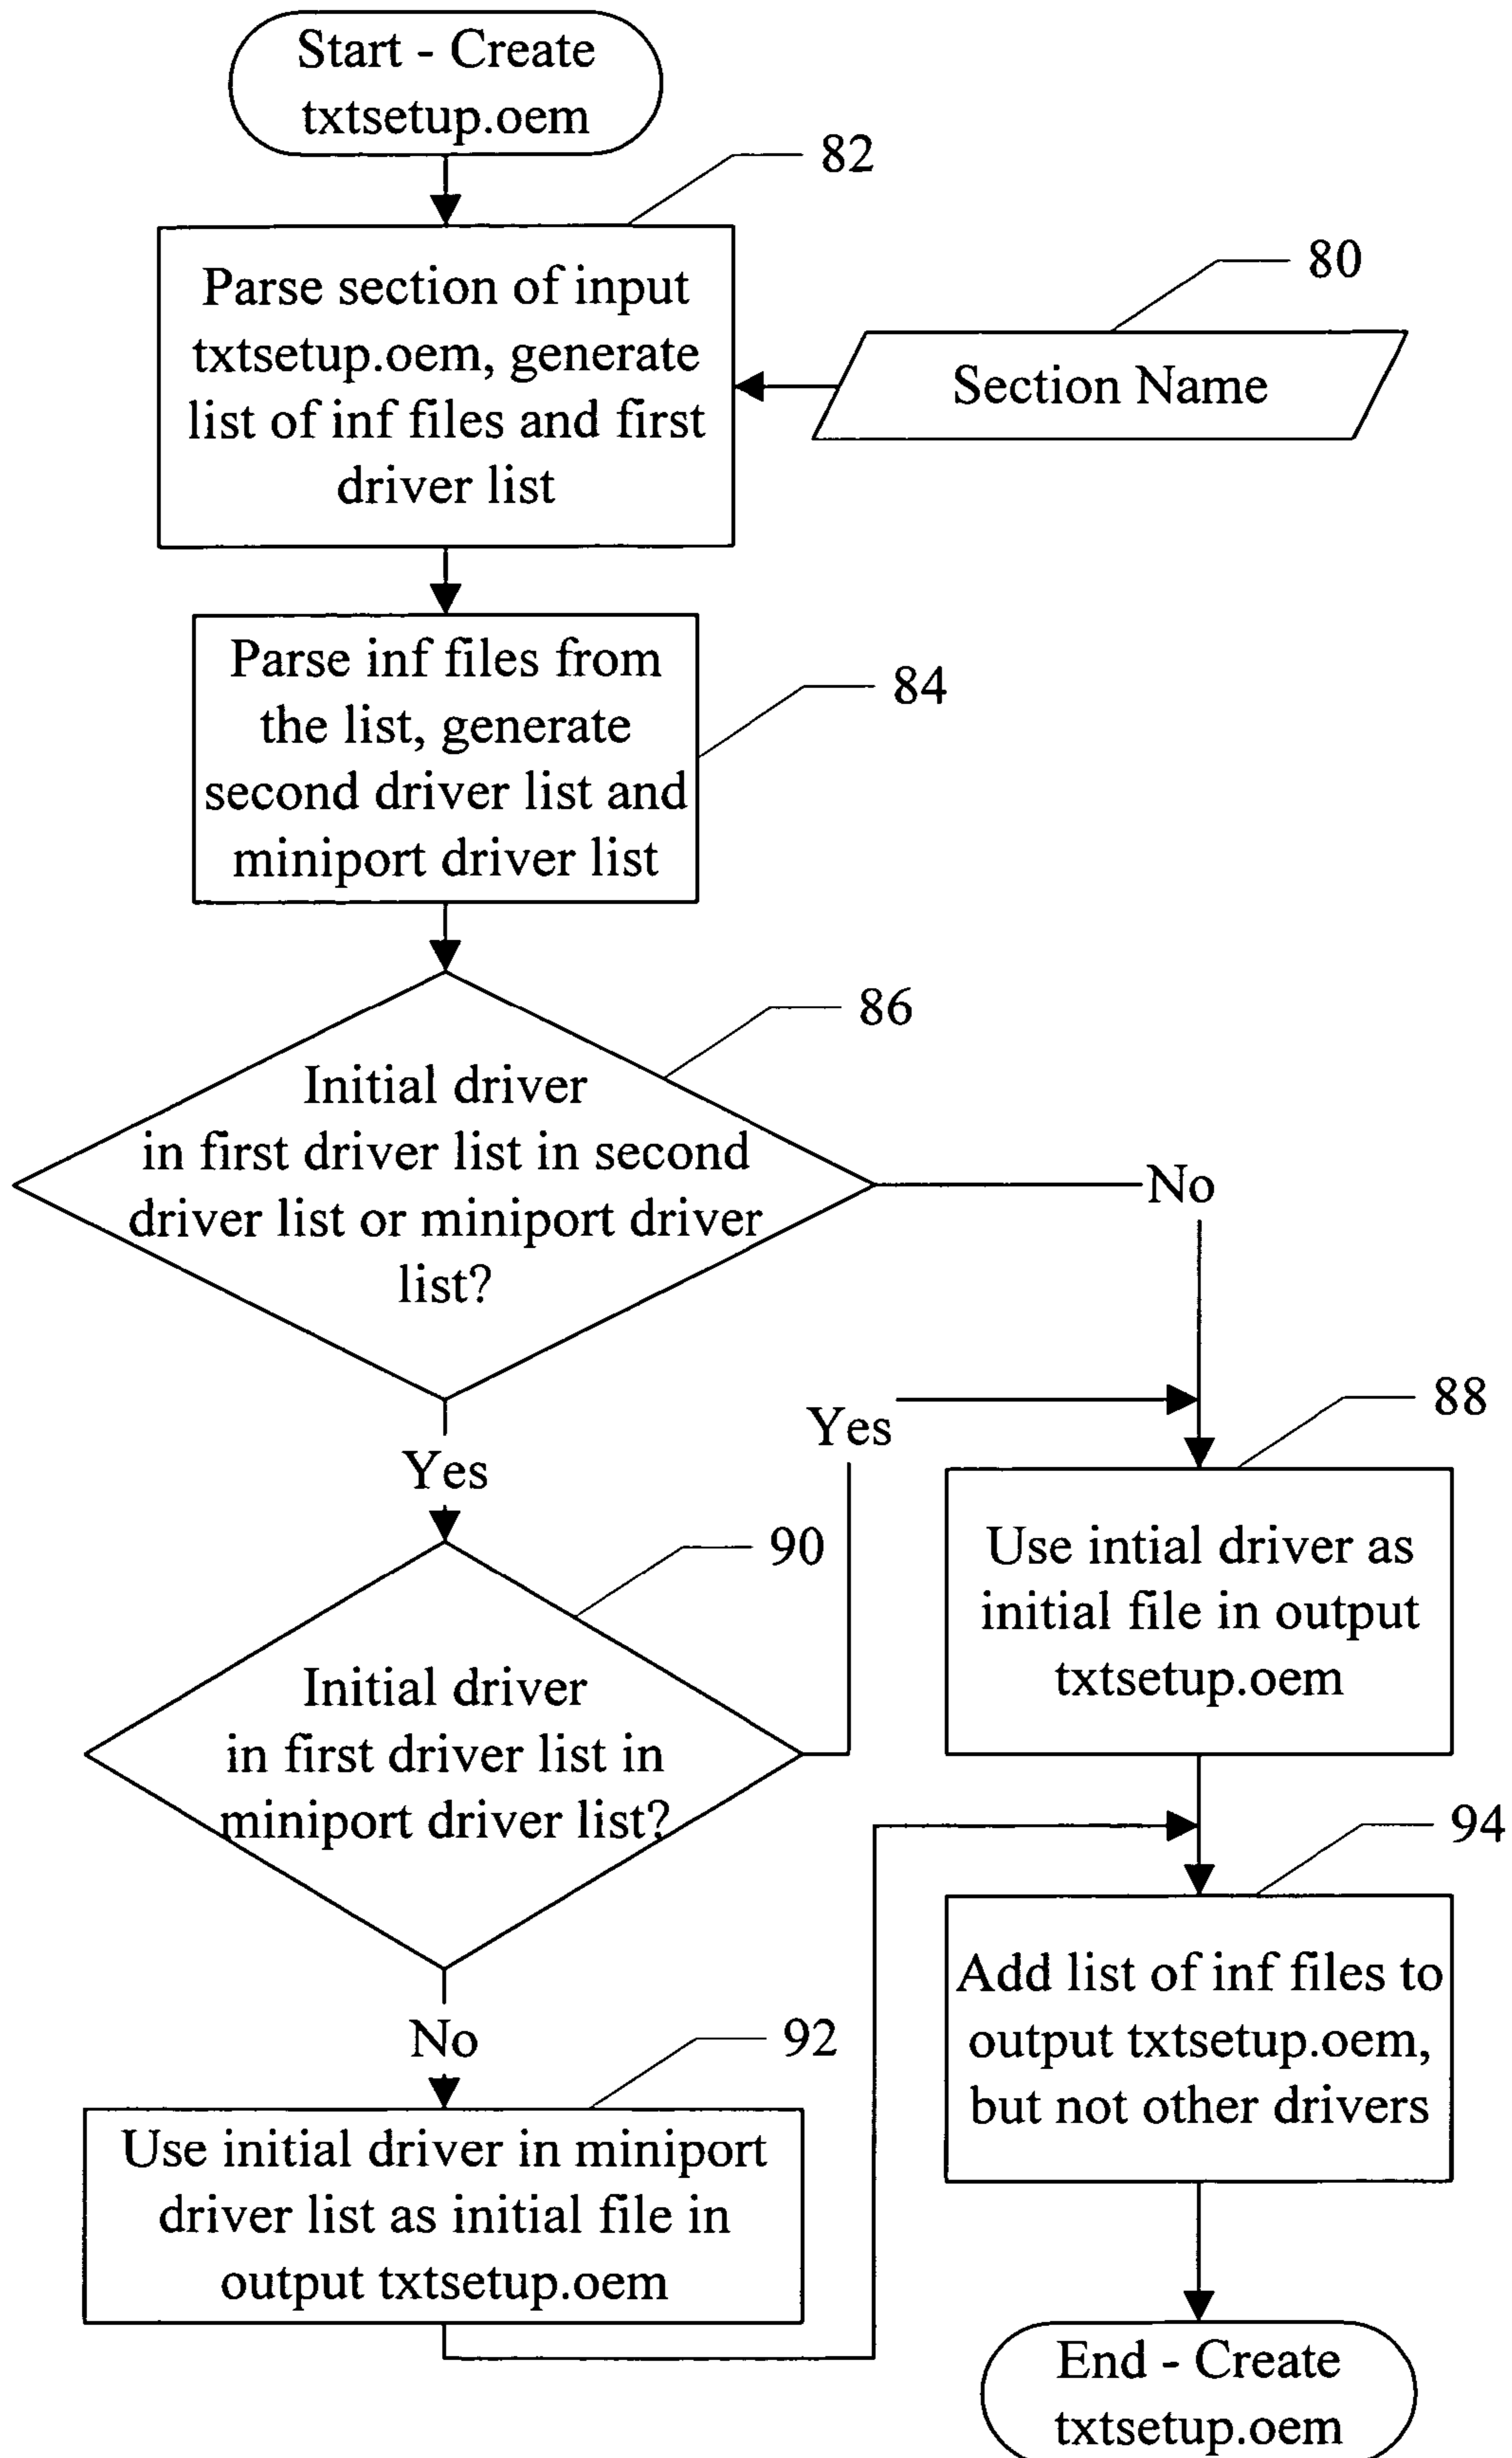 Start - Create
txtsetup.oem
82
Parse section of input
txtsetup.oem, generate
list of inf files and first
driver list
80
Section Name
Parse inf files from
the list, generate
second driver list and
miniport driver list
84
86
Initial driver
in first driver list in second
driver list or miniport driver
list?
No
Yes
Yes
88
Use intial driver as
initial file in output
txtsetup.oem
90
Initial driver
in first driver list in
miniport driver list?
No
92
Use initial driver in miniport
driver list as initial file in
output txtsetup.oem
94
Add list of inf files to
output txtsetup.oem,
but not other drivers
End - Create
txtsetup.oem